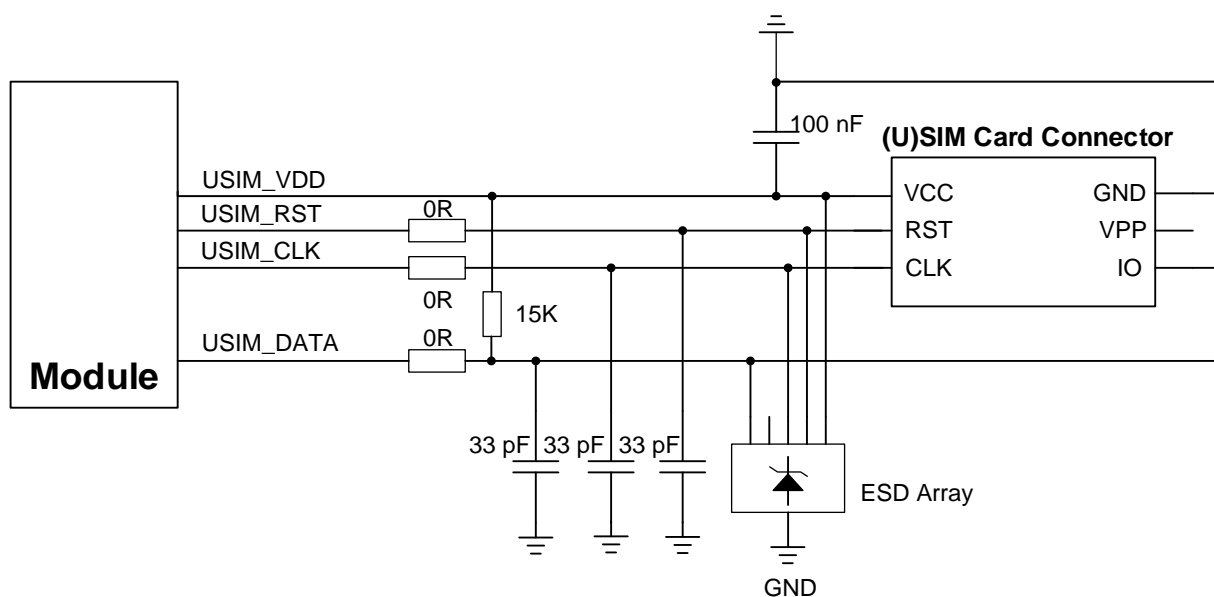 100 nF
(U)SIM Card Connector
USIM_VDD
VCC
GND
USIM_RST
0R
RST
VPP
USIM_CLK
CLK
IO
0R
15K
USIM_DATA
0R
Module
33 pF
33 pF
33 pF
ESD Array
GND